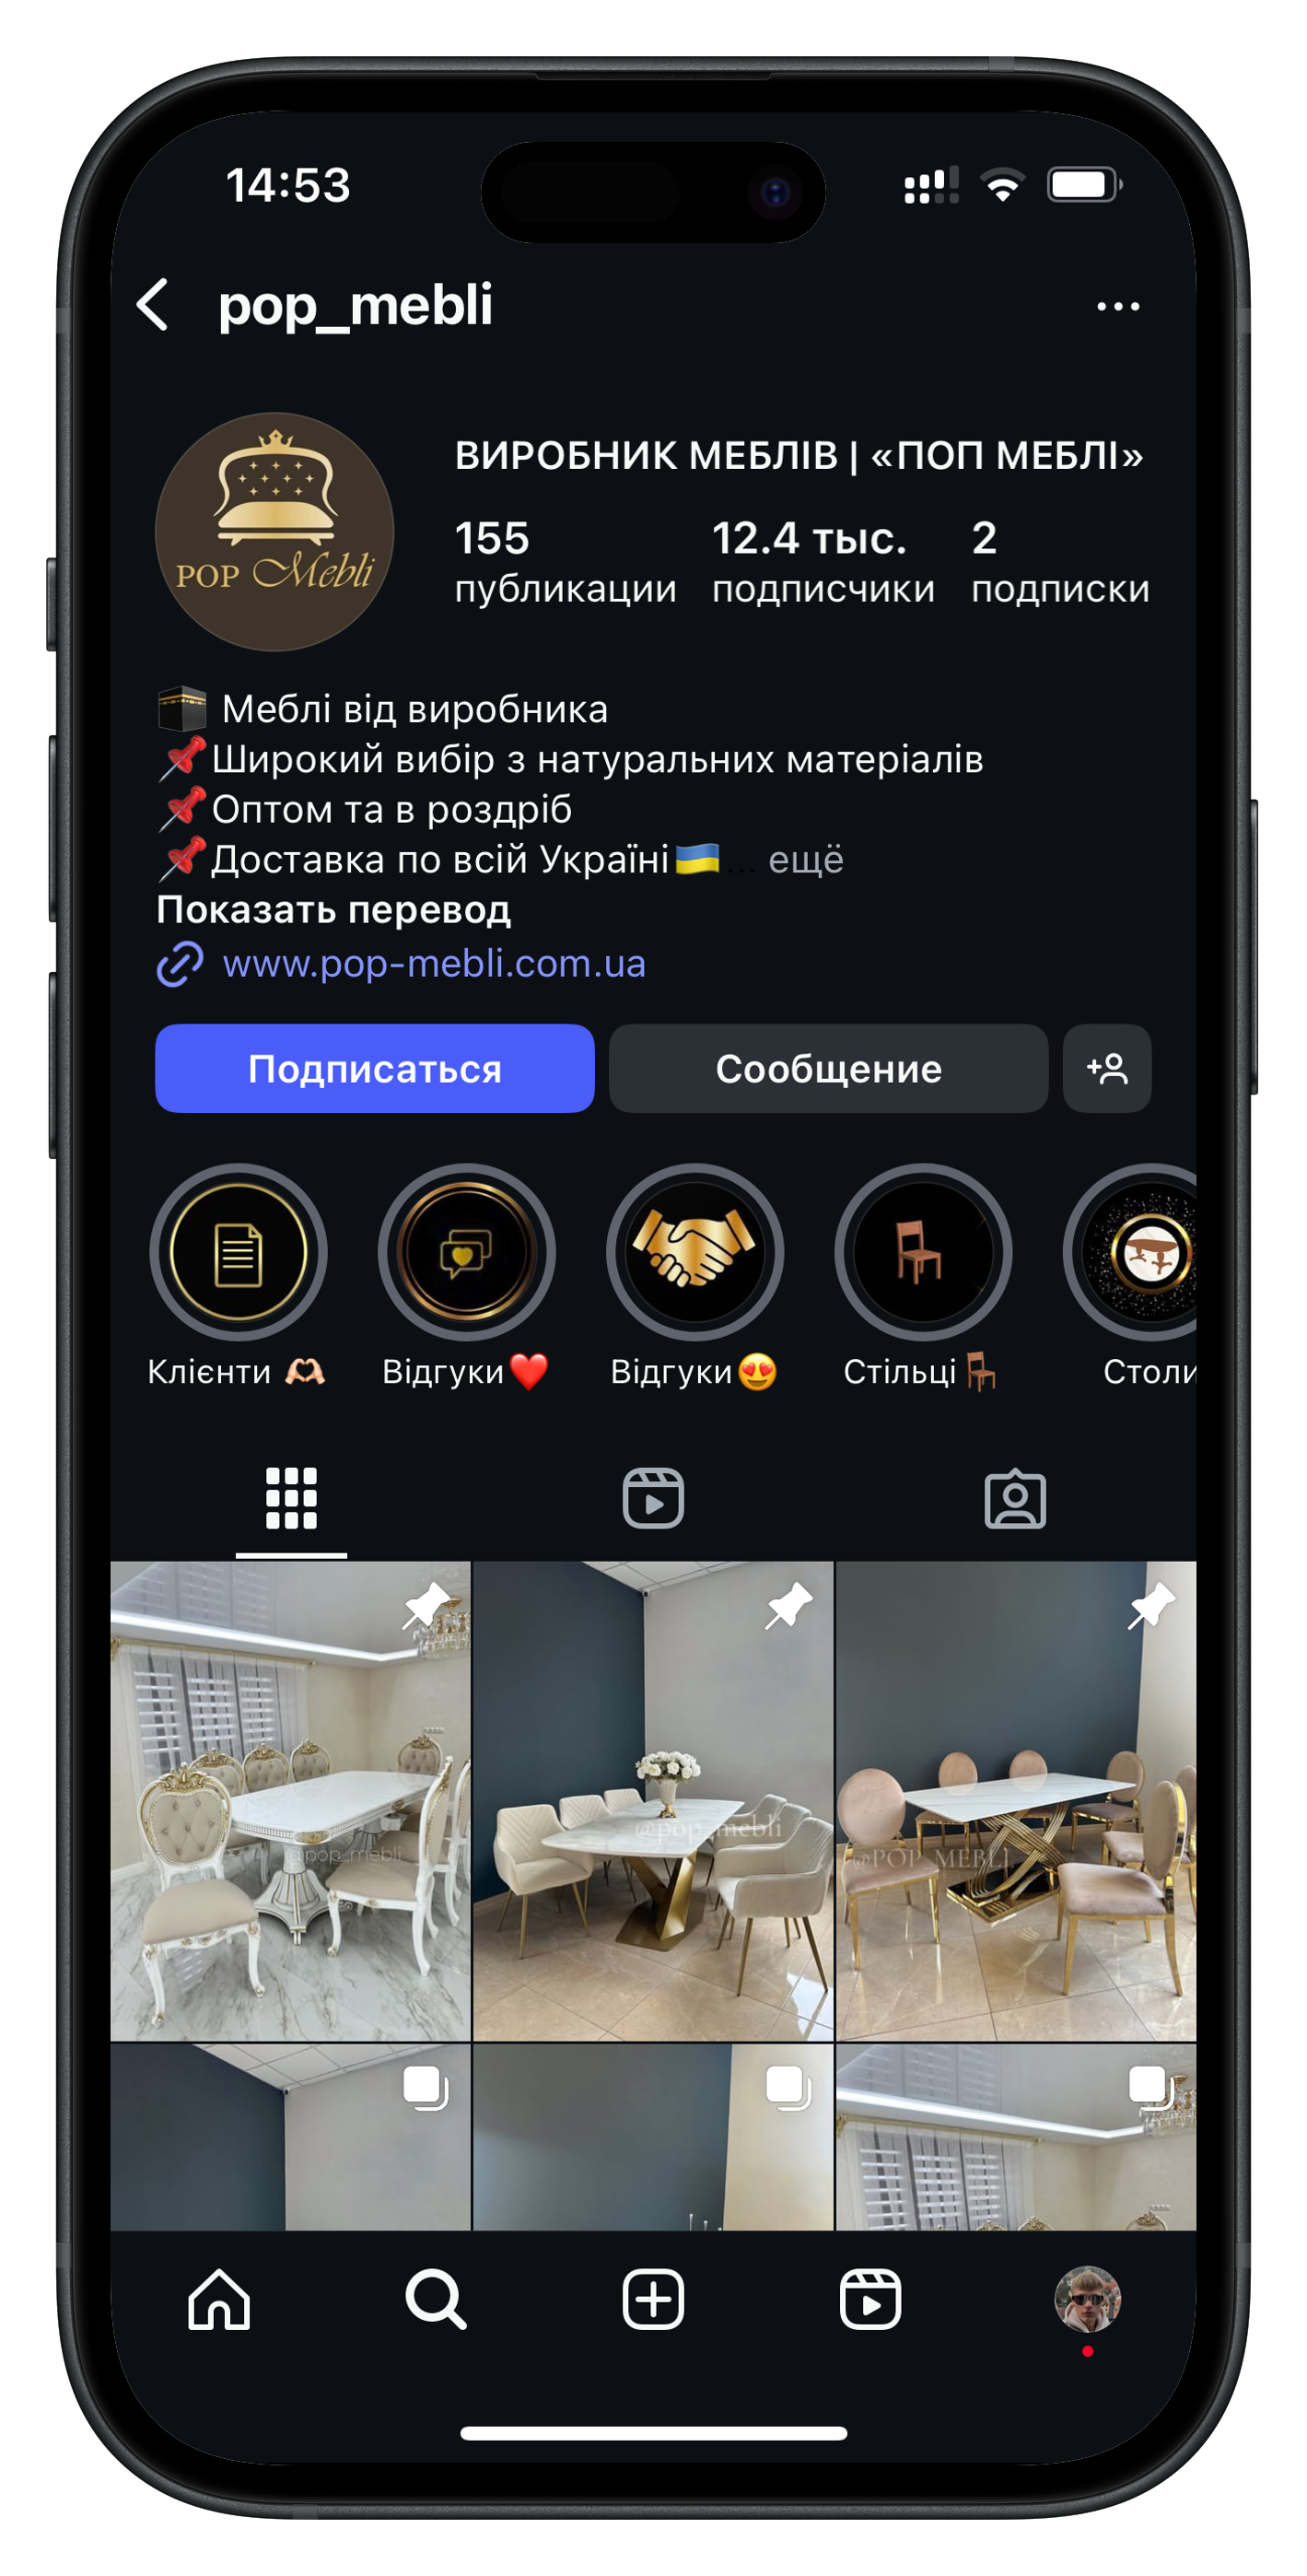 14:53
pop_mebli
POP Mebli
ВИРОБНИК МЕБЛІВ | «ПОП МЕБЛІ»
155 12.4 тыс. 2
публикации подписчики подписки
🕋 Меблі від виробника
📌Широкий вибір з натуральних матеріалів
📌Оптом та в роздріб
📌Доставка по всій Україні🇺🇦... ещё
Показать перевод
www.pop-mebli.com.ua
Подписаться Сообщение
Клієнти 🫶🏻 Відгуки❤️ Відгуки😍 Стільці🪑 Столи
@pop_mebli @pop_mebli @POP_MEBLI